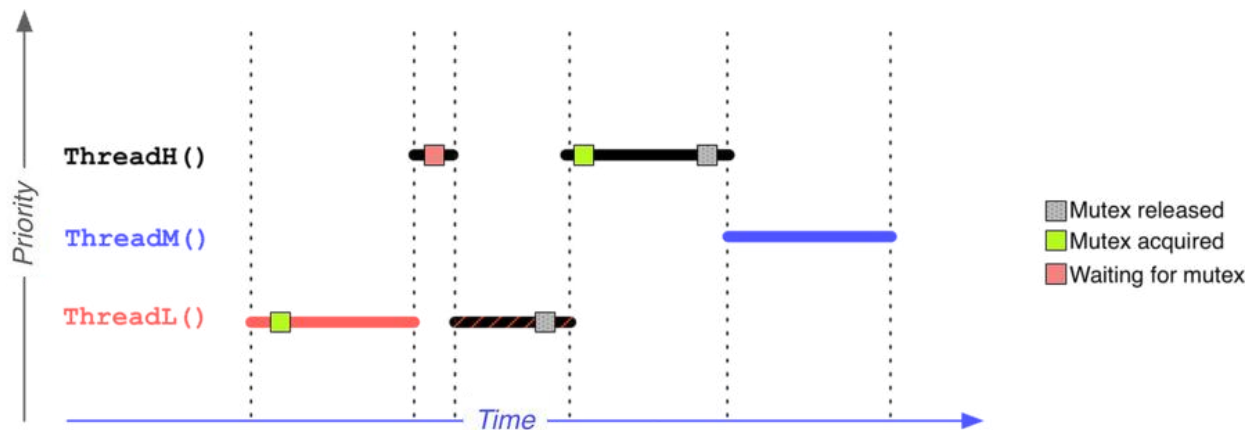 Priority
ThreadH()
ThreadM()
ThreadL()
Time
Mutex released
Mutex acquired
Waiting for mutex